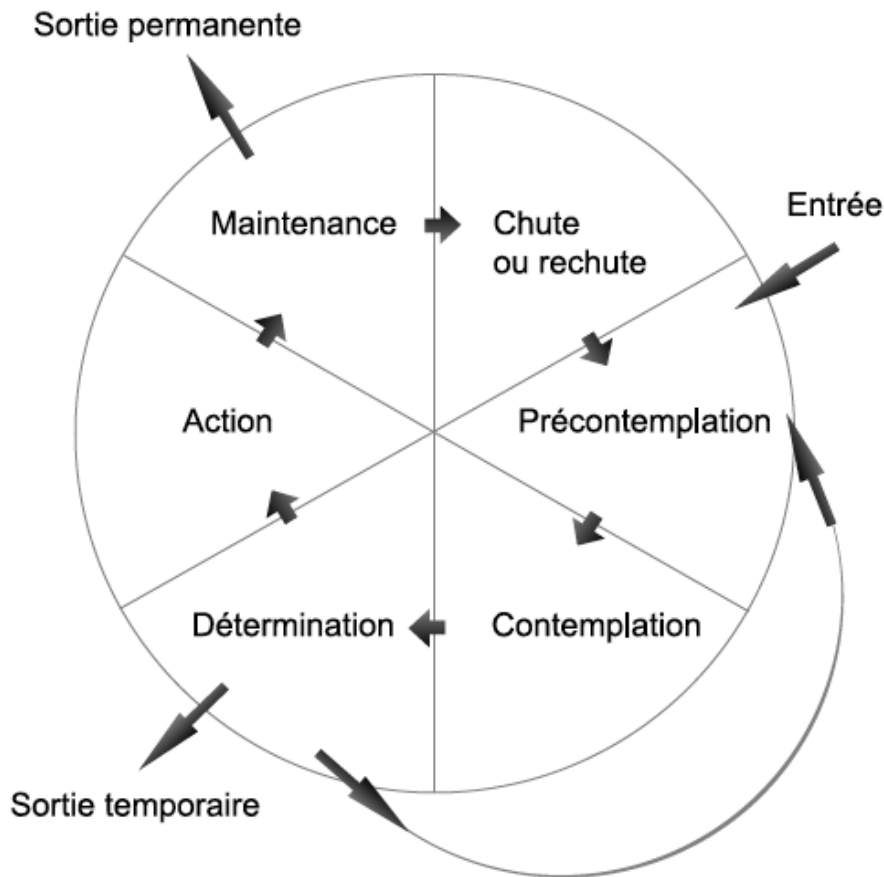 Sortie permanente
Entrée
Maintenance
Chute
ou rechute
Action
Précontemplation
Détermination
Contemplation
Sortie temporaire